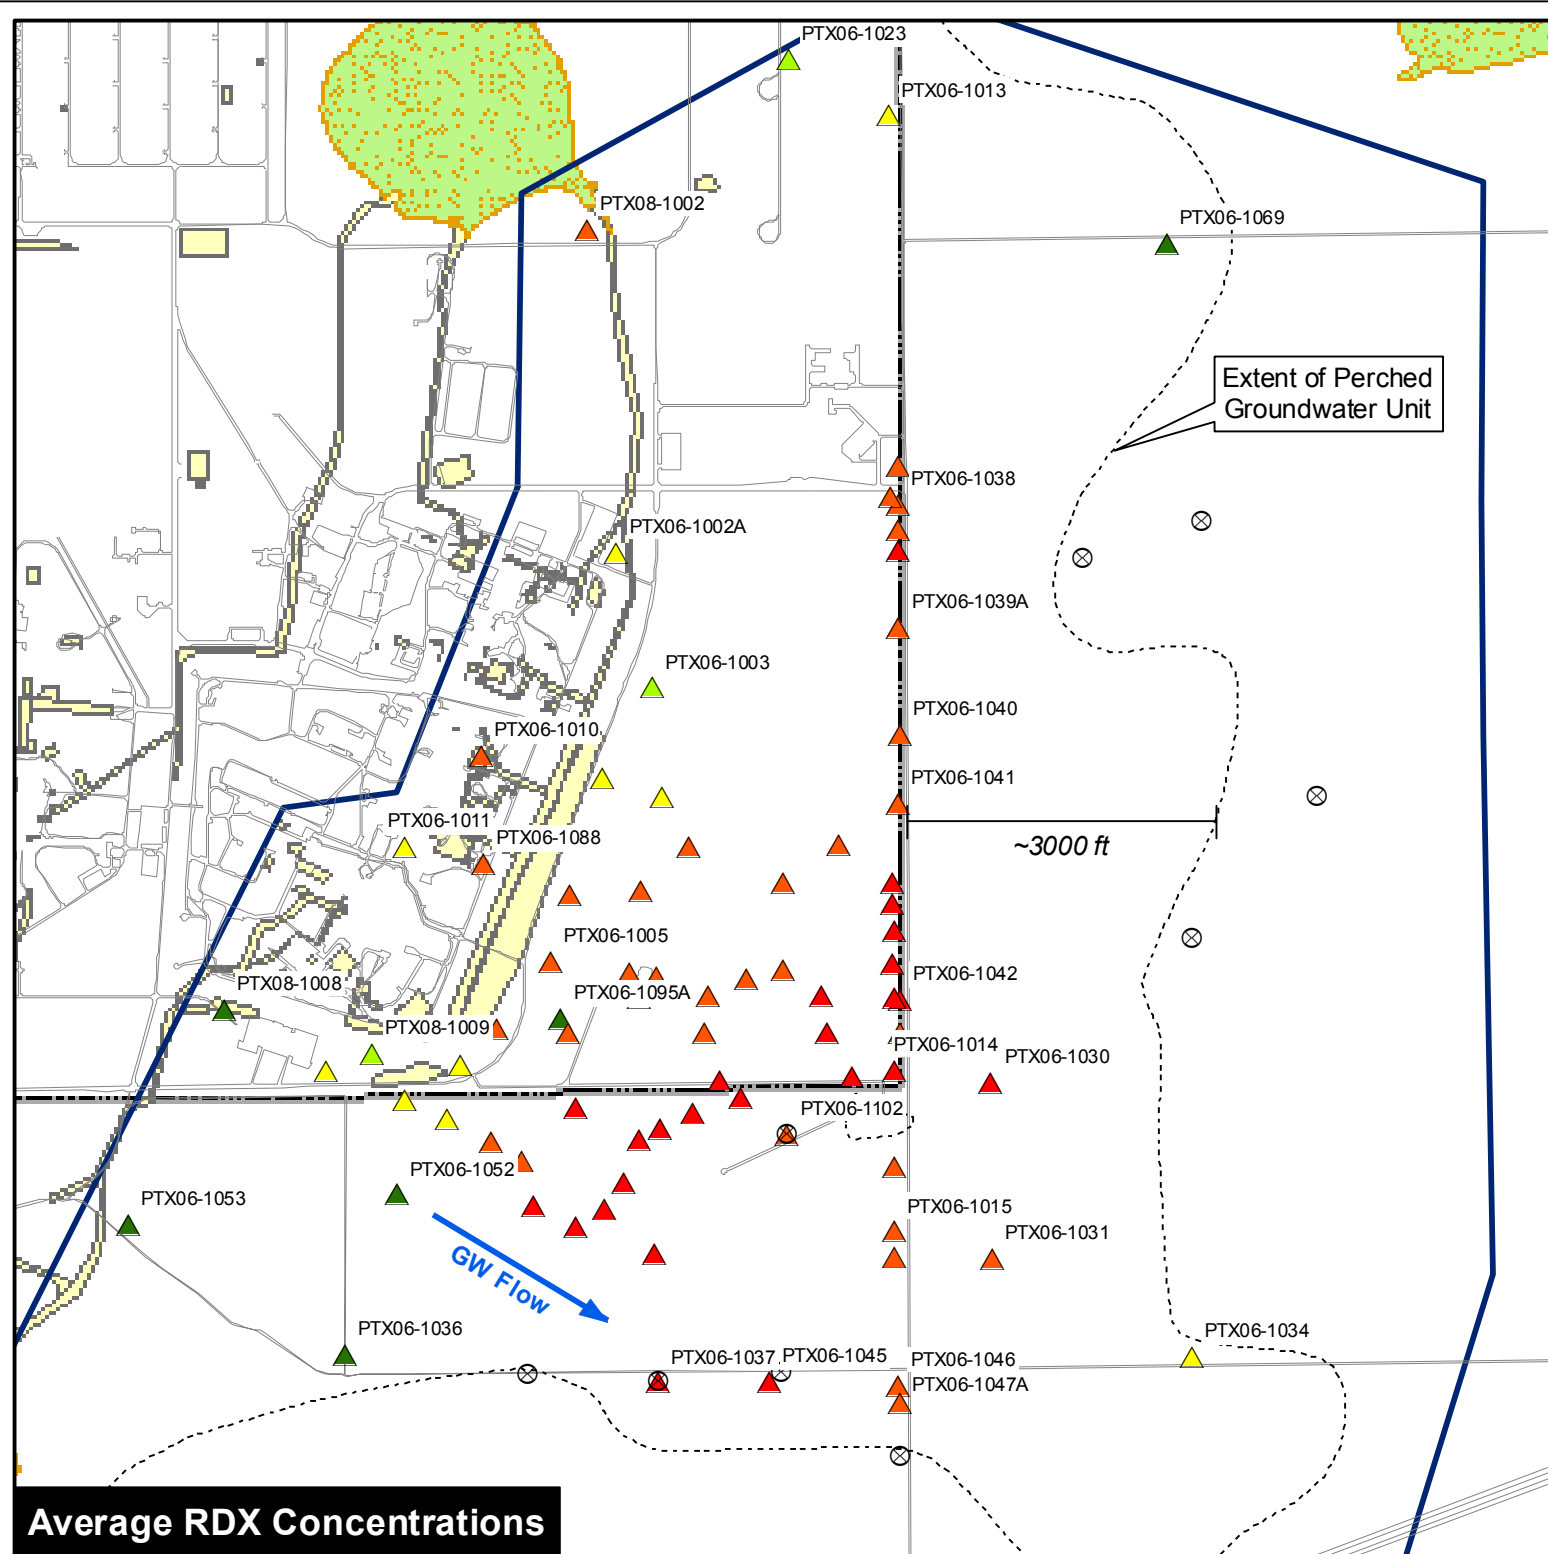 PTX06-1023
PTX06-1013
PTX08-1002
PTX06-1069
Extent of Perched
Groundwater Unit
PTX06-1038
PTX06-1002A
PTX06-1039A
PTX06-1003
PTX06-1040
PTX06-1010
PTX06-1041
PTX06-1011
PTX06-1088
~3000 ft
PTX06-1005
PTX06-1042
PTX08-1008
PTX06-1095A
PTX08-1009
PTX06-1014
PTX06-1030
PTX06-1102
PTX06-1052
PTX06-1053
PTX06-1015
PTX06-1031
GW Flow
PTX06-1036
PTX06-1034
PTX06-1037
PTX06-1045
PTX06-1046
PTX06-1047A
Average RDX Concentrations